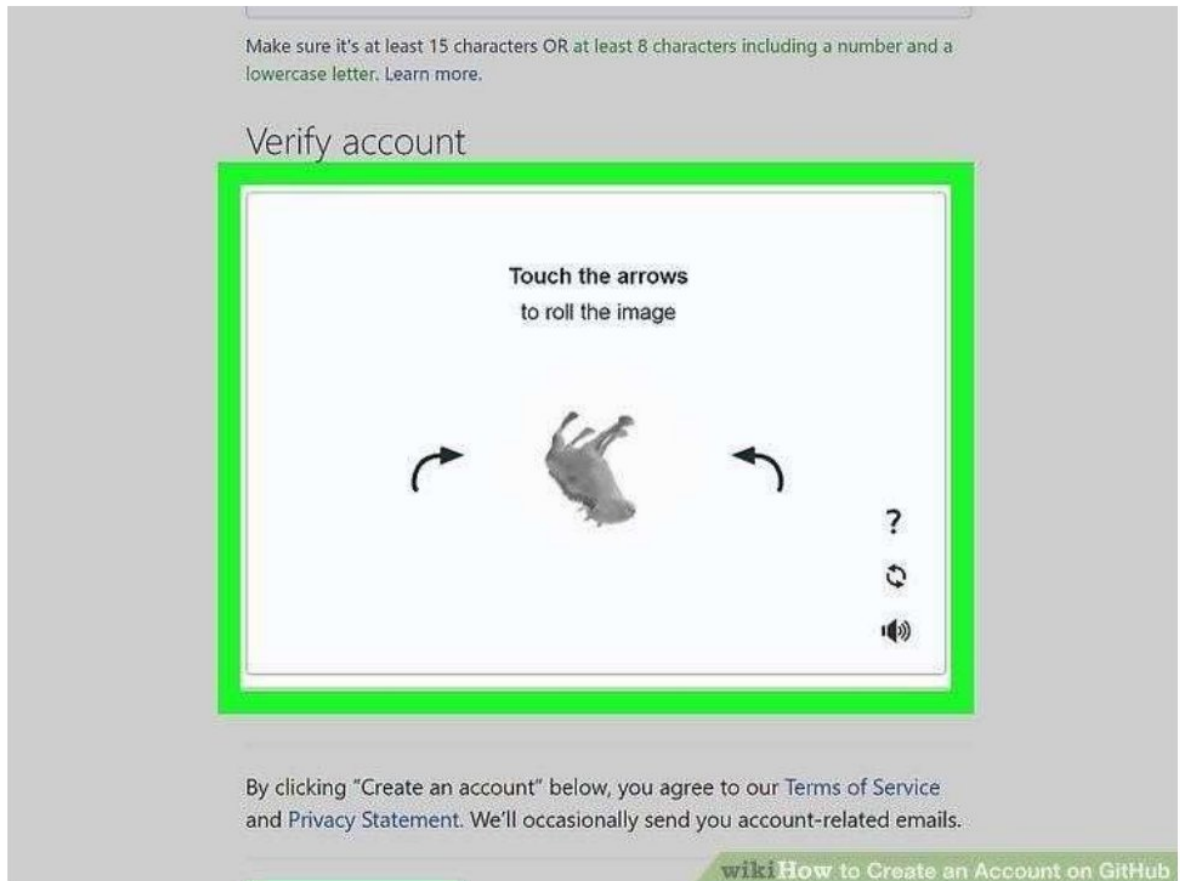 Make sure it's at least 15 characters OR at least 8 characters including a number and a
lowercase letter. Learn more.
Verify account
Touch the arrows
to roll the image
?
By clicking "Create an account" below, you agree to our Terms of Service
and Privacy Statement. We'll occasionally send you account-related emails.
wikiHow to Create an Account on GitHub